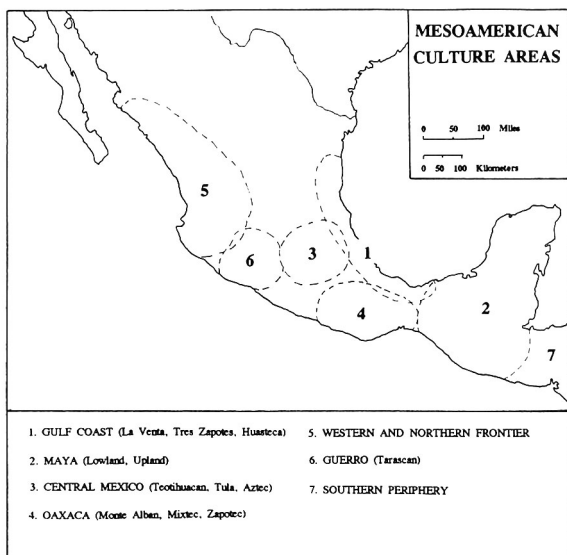 MESOAMERICAN
CULTURE AREAS
0 50 100 Miles
0 50 100 Kilometers
5
6
3
1
4
2
7
1. GULF COAST (La Venta, Tres Zapotes, Huasteca)
2. MAYA (Lowland, Upland)
3. CENTRAL MEXICO (Teotihuacan, Tula, Aztec)
4. OAXACA (Monte Alban, Mixtec, Zapotec)
5. WESTERN AND NORTHERN FRONTIER
6. GUERRO (Tarascan)
7. SOUTHERN PERIPHERY